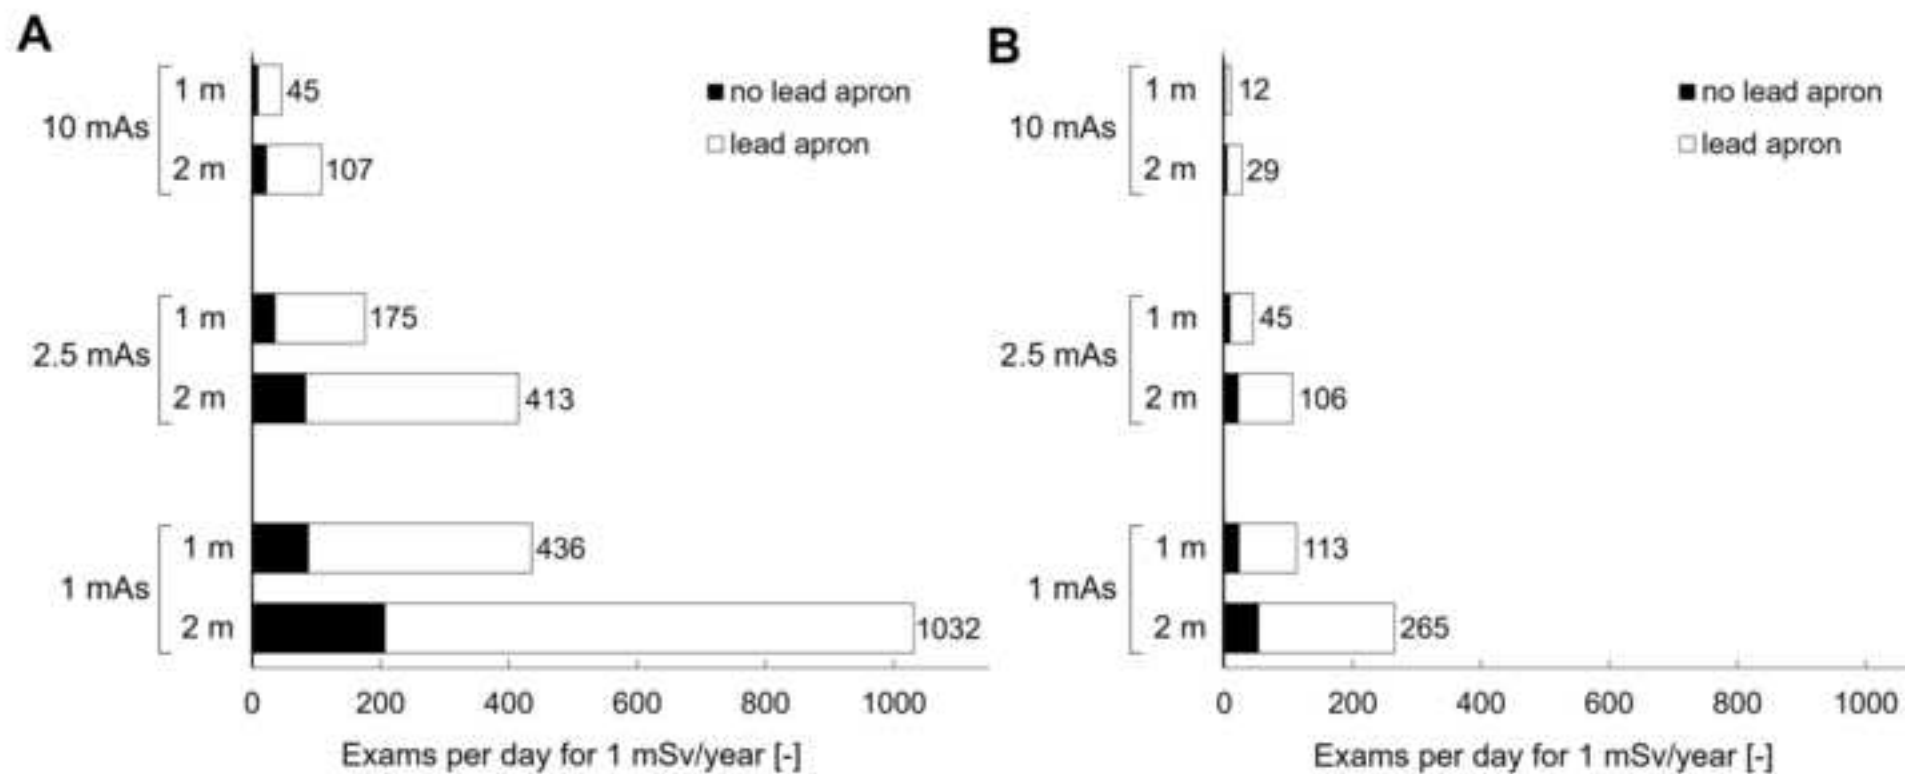 A
10 mAs
1 m
45
2 m
107
2.5 mAs
1 m
175
2 m
413
1 mAs
1 m
436
2 m
1032
no lead apron
lead apron
0 200 400 600 800 1000
Exams per day for 1 mSv/year [-]
B
10 mAs
1 m
12
2 m
29
2.5 mAs
1 m
45
2 m
106
1 mAs
1 m
113
2 m
265
no lead apron
lead apron
0 200 400 600 800 1000
Exams per day for 1 mSv/year [-]